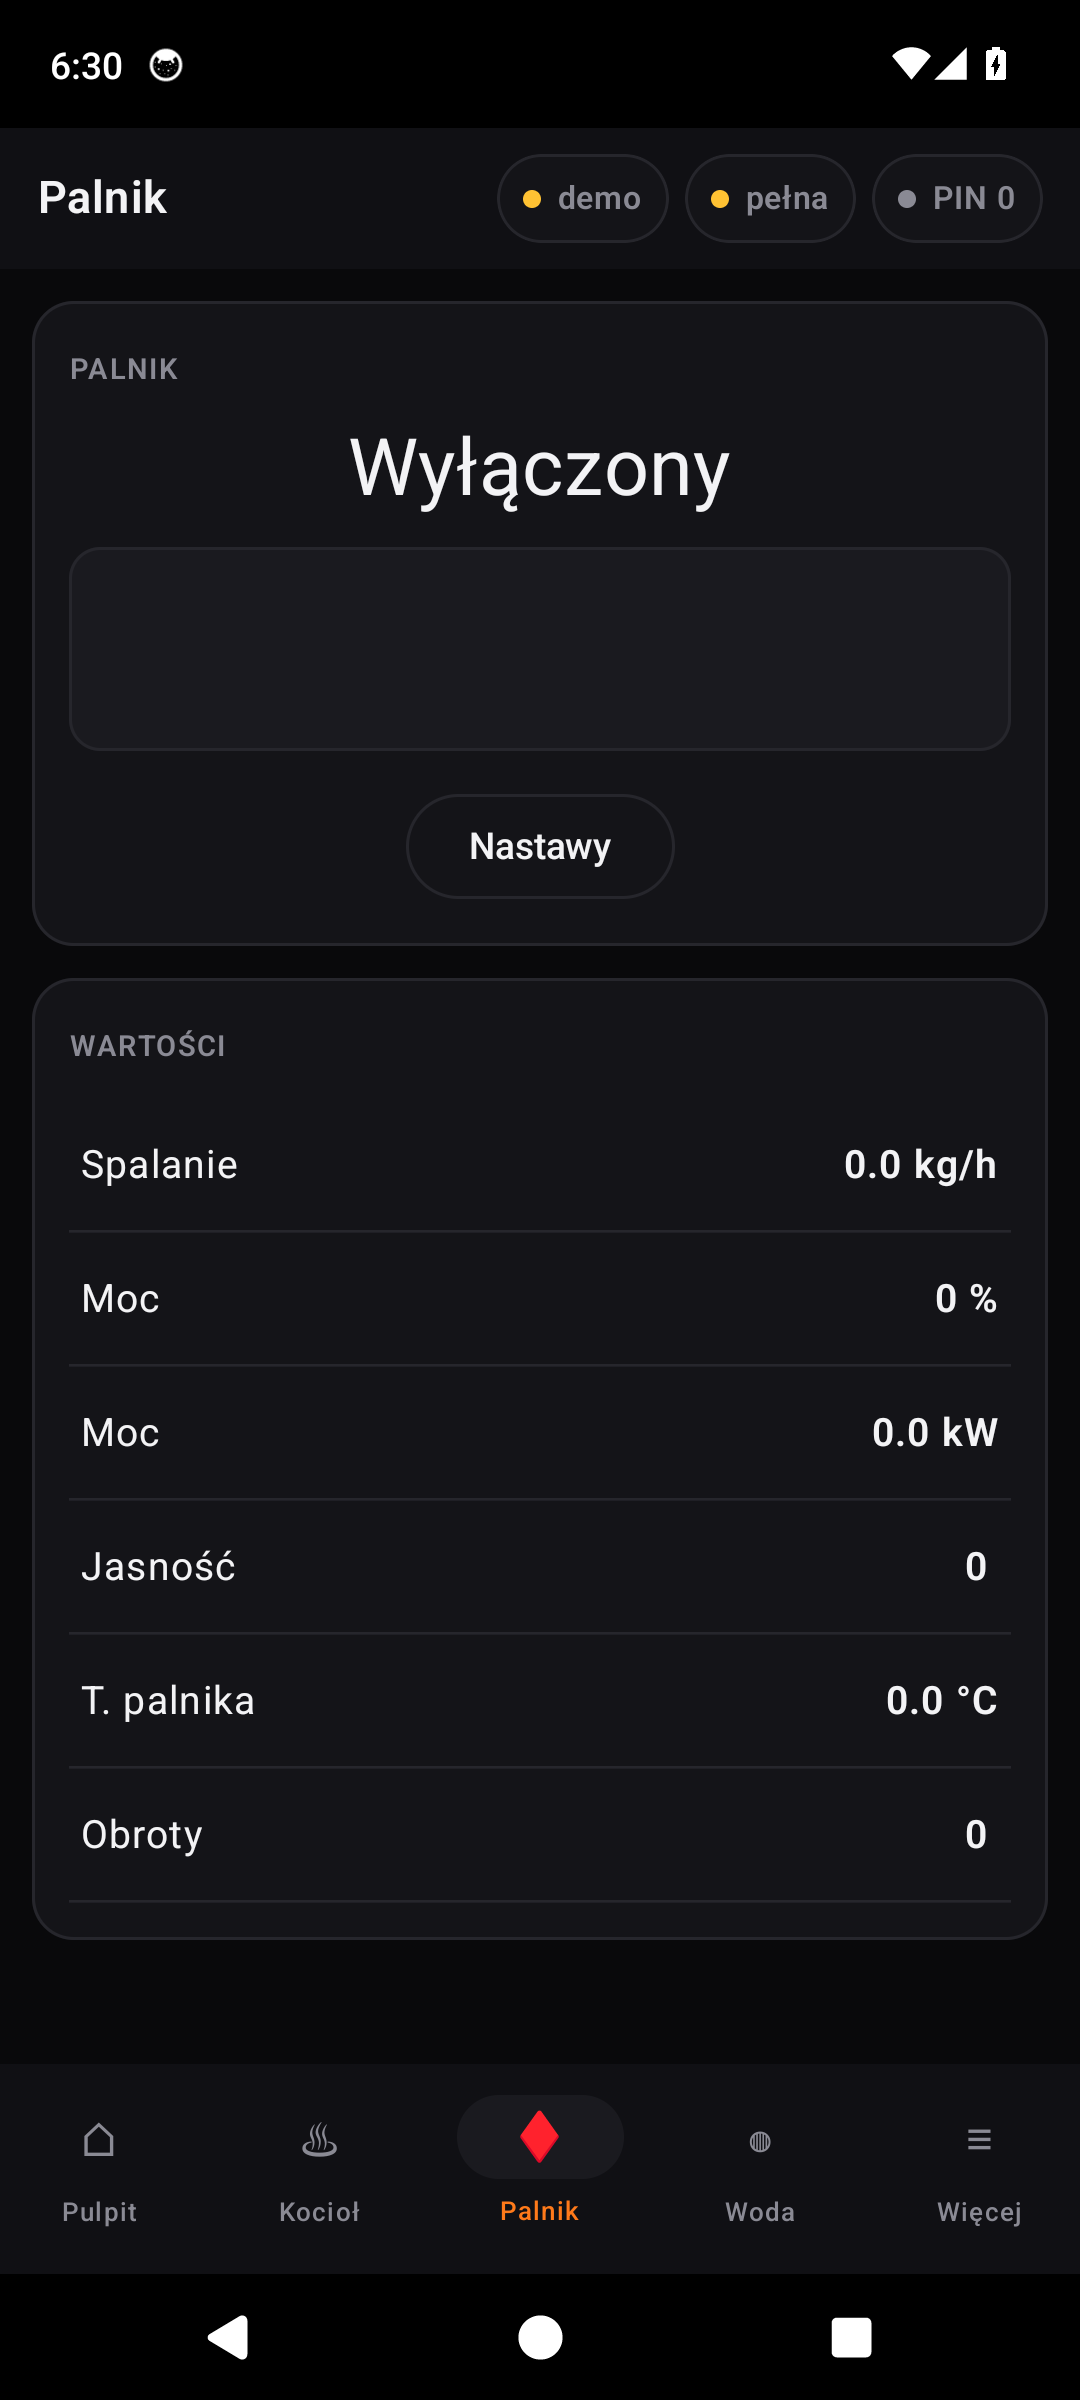 6:30
Palnik
demo
pełna
PIN 0
PALNIK
Wyłączony
Nastawy
WARTOŚCI
Spalanie 0.0 kg/h
Moc 0 %
Moc 0.0 kW
Jasność 0
T. palnika 0.0 °C
Obroty 0
Pulpit
Kocioł
Palnik
Woda
Więcej